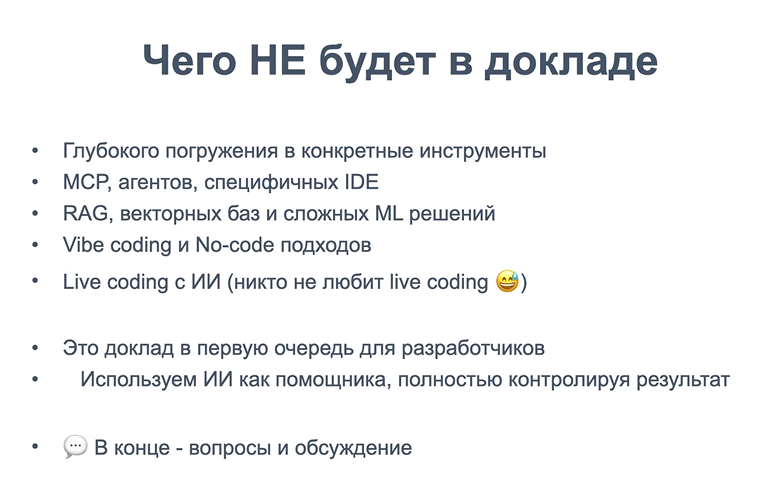 Чего НЕ будет в докладе
• Глубокого погружения в конкретные инструменты
• MCP, агентов, специфичных IDE
• RAG, векторных баз и сложных ML решений
• Vibe coding и No-code подходов
• Live coding с ИИ (никто не любит live coding 😅)
• Это доклад в первую очередь для разработчиков
• Используем ИИ как помощника, полностью контролируя результат
• 💬 В конце - вопросы и обсуждение